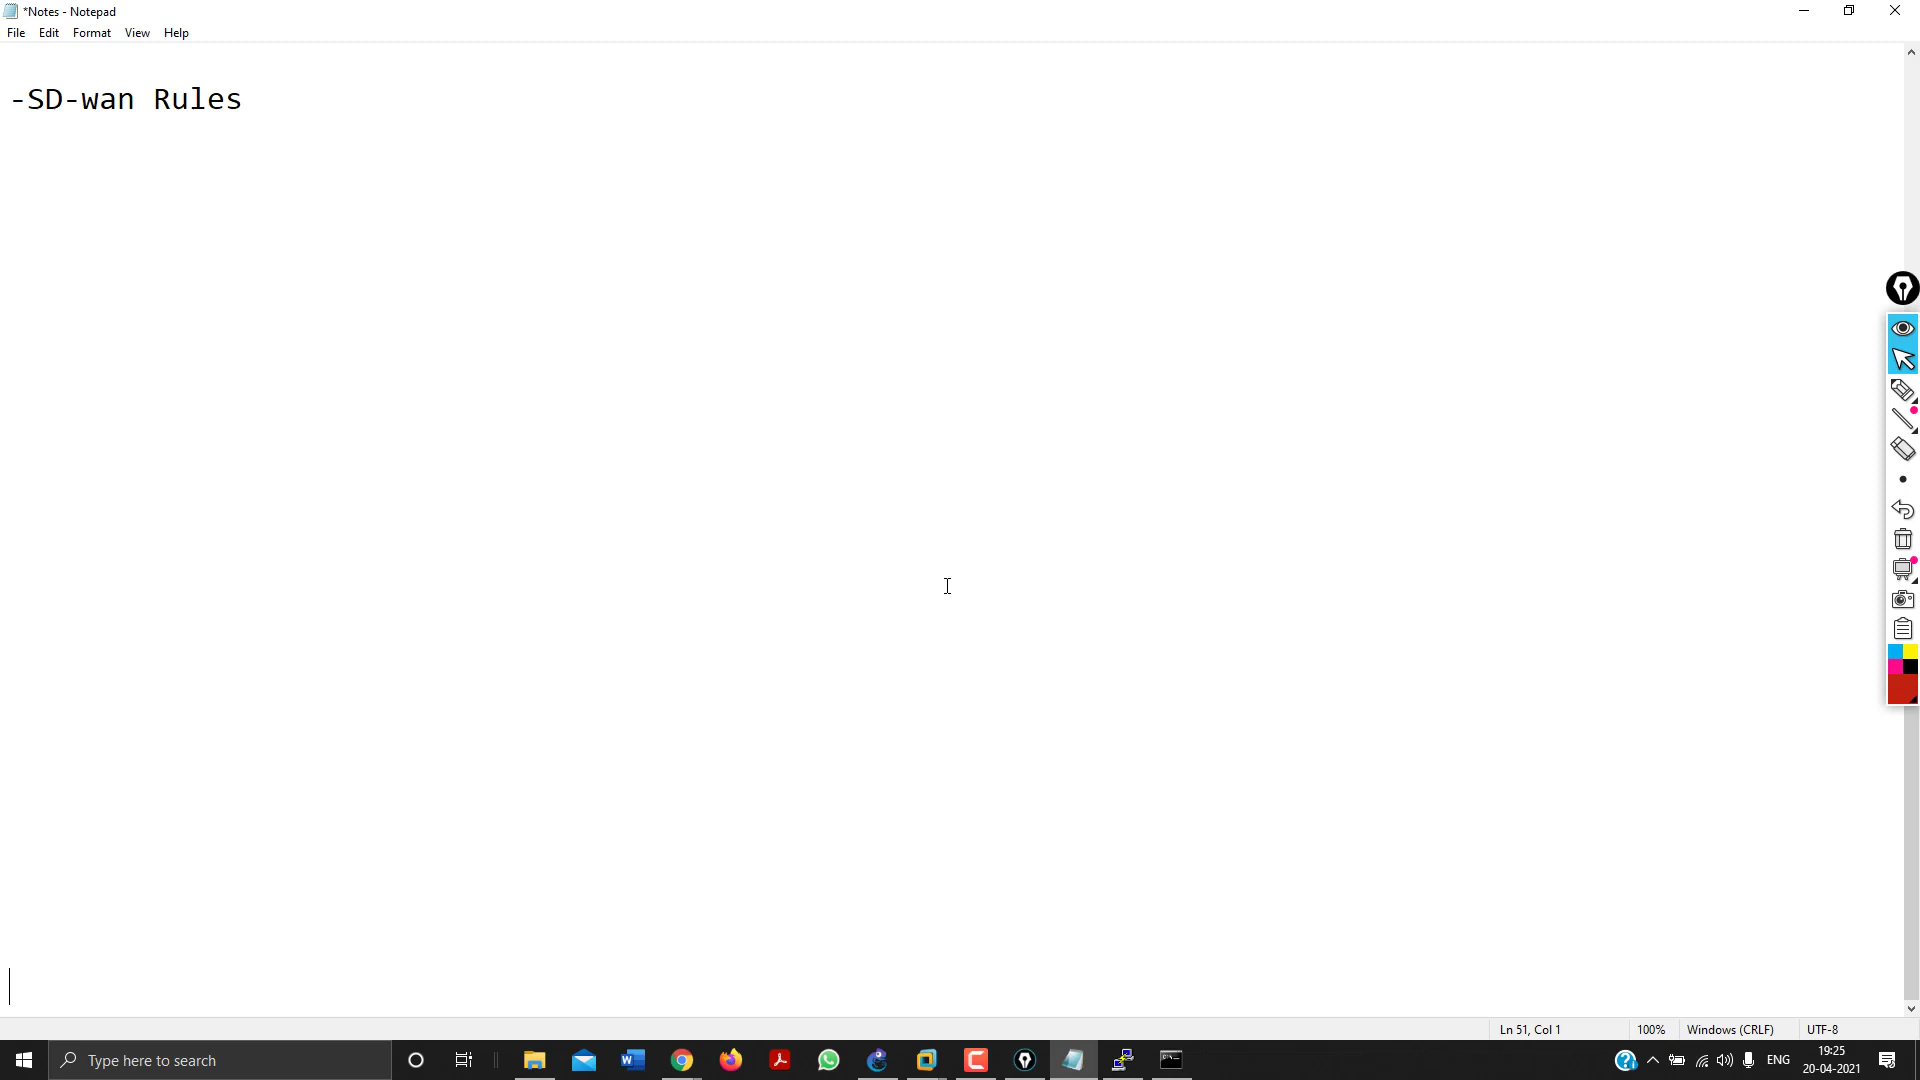 *Notes - Notepad
File Edit Format View Help
-SD-wan Rules
Ln 51, Col 1 100% Windows (CRLF) UTF-8
Type here to search
ENG
19:25
20-04-2021